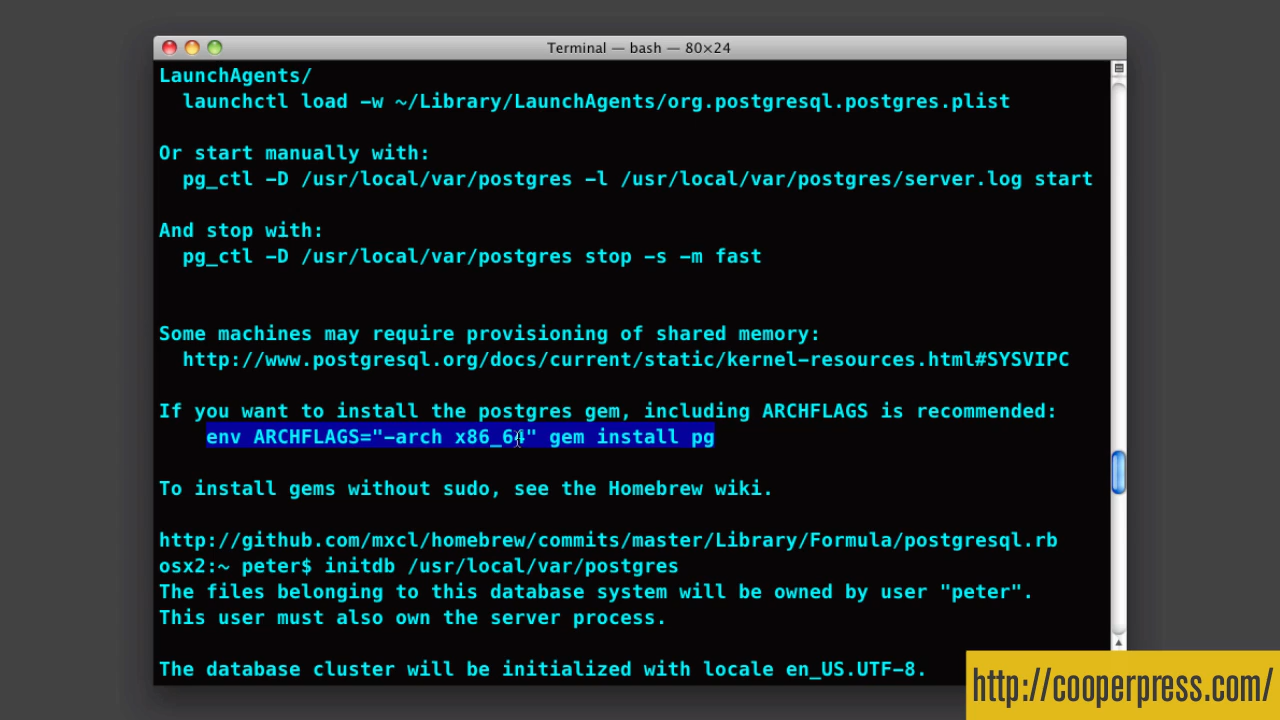 Terminal — bash — 80×24
LaunchAgents/
launchctl load -w ~/Library/LaunchAgents/org.postgresql.postgres.plist
Or start manually with:
pg_ctl -D /usr/local/var/postgres -l /usr/local/var/postgres/server.log start
And stop with:
pg_ctl -D /usr/local/var/postgres stop -s -m fast
Some machines may require provisioning of shared memory:
http://www.postgresql.org/docs/current/static/kernel-resources.html#SYSVIPC
If you want to install the postgres gem, including ARCHFLAGS is recommended:
env ARCHFLAGS="-arch x86_64" gem install pg
To install gems without sudo, see the Homebrew wiki.
http://github.com/mxcl/homebrew/commits/master/Library/Formula/postgresql.rb
osx2:~ peter$ initdb /usr/local/var/postgres
The files belonging to this database system will be owned by user "peter".
This user must also own the server process.
The database cluster will be initialized with locale en_US.UTF-8.
http://cooperpress.com/